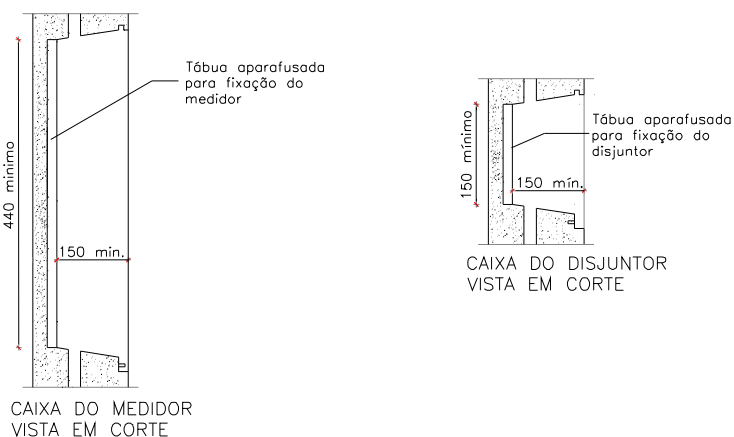 Tábua aparafusada
para fixação do
medidor
440 minimo
150 min.
CAIXA DO MEDIDOR
VISTA EM CORTE
Tábua aparafusada
para fixação do
disjuntor
150 mínimo
150 mín.
CAIXA DO DISJUNTOR
VISTA EM CORTE